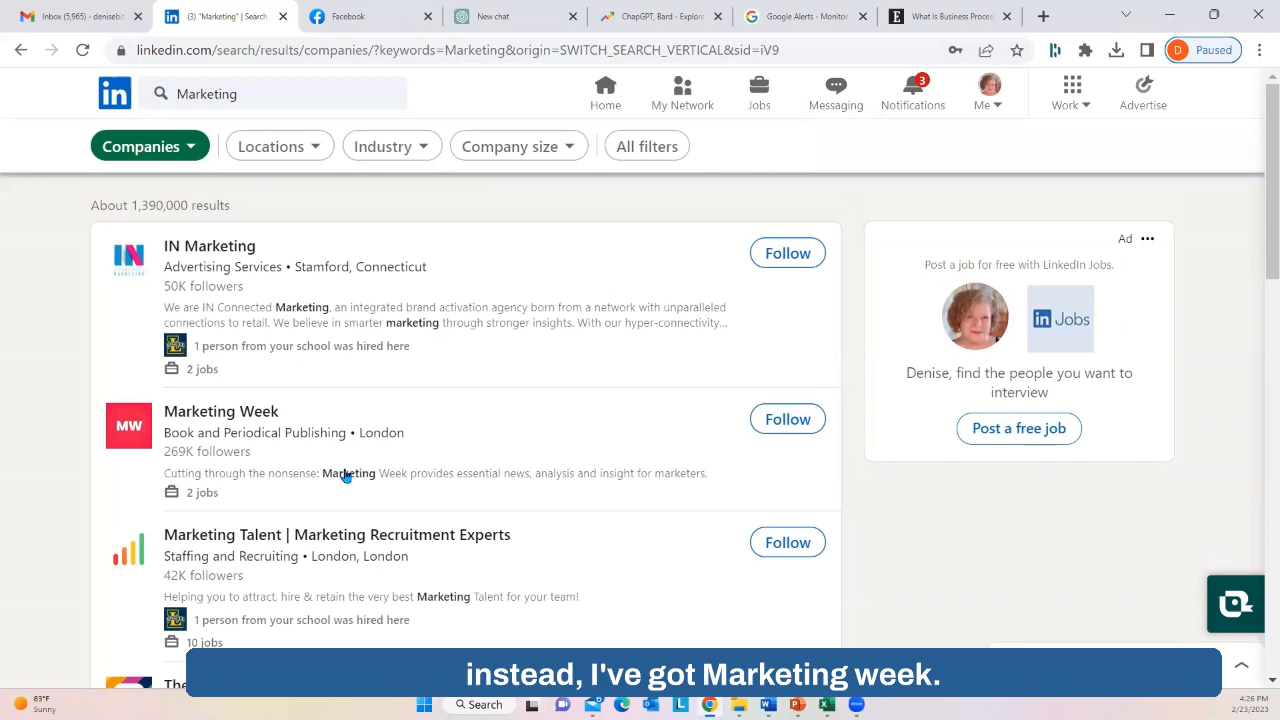 Inbox (5,965) - deniseb
(3) "Marketing" | Search
Facebook
New chat
ChapGPT, Bard - Explore
Google Alerts - Monitor
What Is Business Proces
linkedin.com/search/results/companies/?keywords=Marketing&origin=SWITCH_SEARCH_VERTICAL&sid=iV9
D Paused
in
Marketing
Home
My Network
Jobs
Messaging
3
Notifications
Me
Work
Advertise
Companies
Locations
Industry
Company size
All filters
About 1,390,000 results
IN
MARKETING
IN Marketing
Advertising Services • Stamford, Connecticut
50K followers
We are IN Connected Marketing, an integrated brand activation agency born from a network with unparalleled
connections to retail. We believe in smarter marketing through stronger insights. With our hyper-connectivity...
1 person from your school was hired here
2 jobs
Follow
MW
Marketing Week
Book and Periodical Publishing • London
269K followers
Cutting through the nonsense: Marketing Week provides essential news, analysis and insight for marketers.
2 jobs
Follow
Marketing Talent | Marketing Recruitment Experts
Staffing and Recruiting • London, London
42K followers
Helping you to attract, hire & retain the very best Marketing Talent for your team!
1 person from your school was hired here
10 jobs
Follow
The
Ad
Post a job for free with LinkedIn Jobs.
in Jobs
Denise, find the people you want to
interview
Post a free job
instead, I've got Marketing week.
83°F
Sunny
Search
4:26 PM
2/23/2023